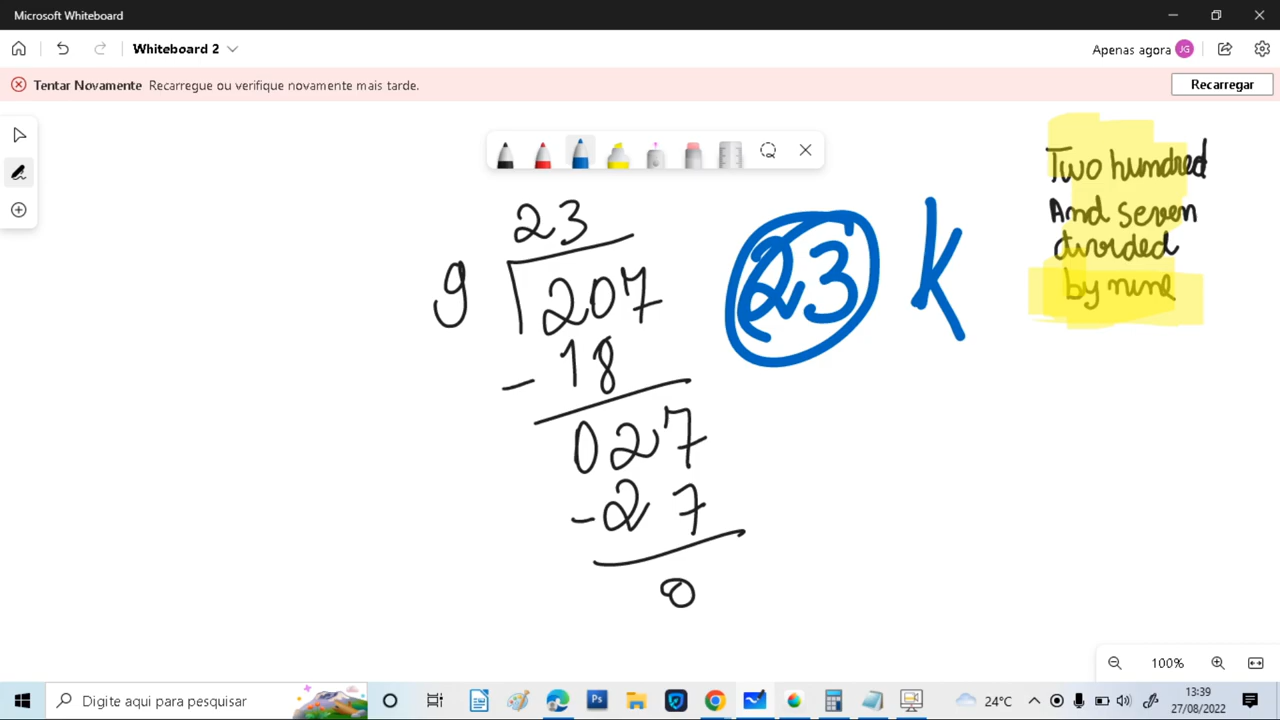 Microsoft Whiteboard
Whiteboard 2
Apenas agora JG
Tentar Novamente Recarregue ou verifique novamente mais tarde.
Recarregar
Two hundred
And seven
divided
by nine
23
9 207
- 18
027
- 27
0
23 k
100%
Digite aqui para pesquisar
24°C
13:39
27/08/2022